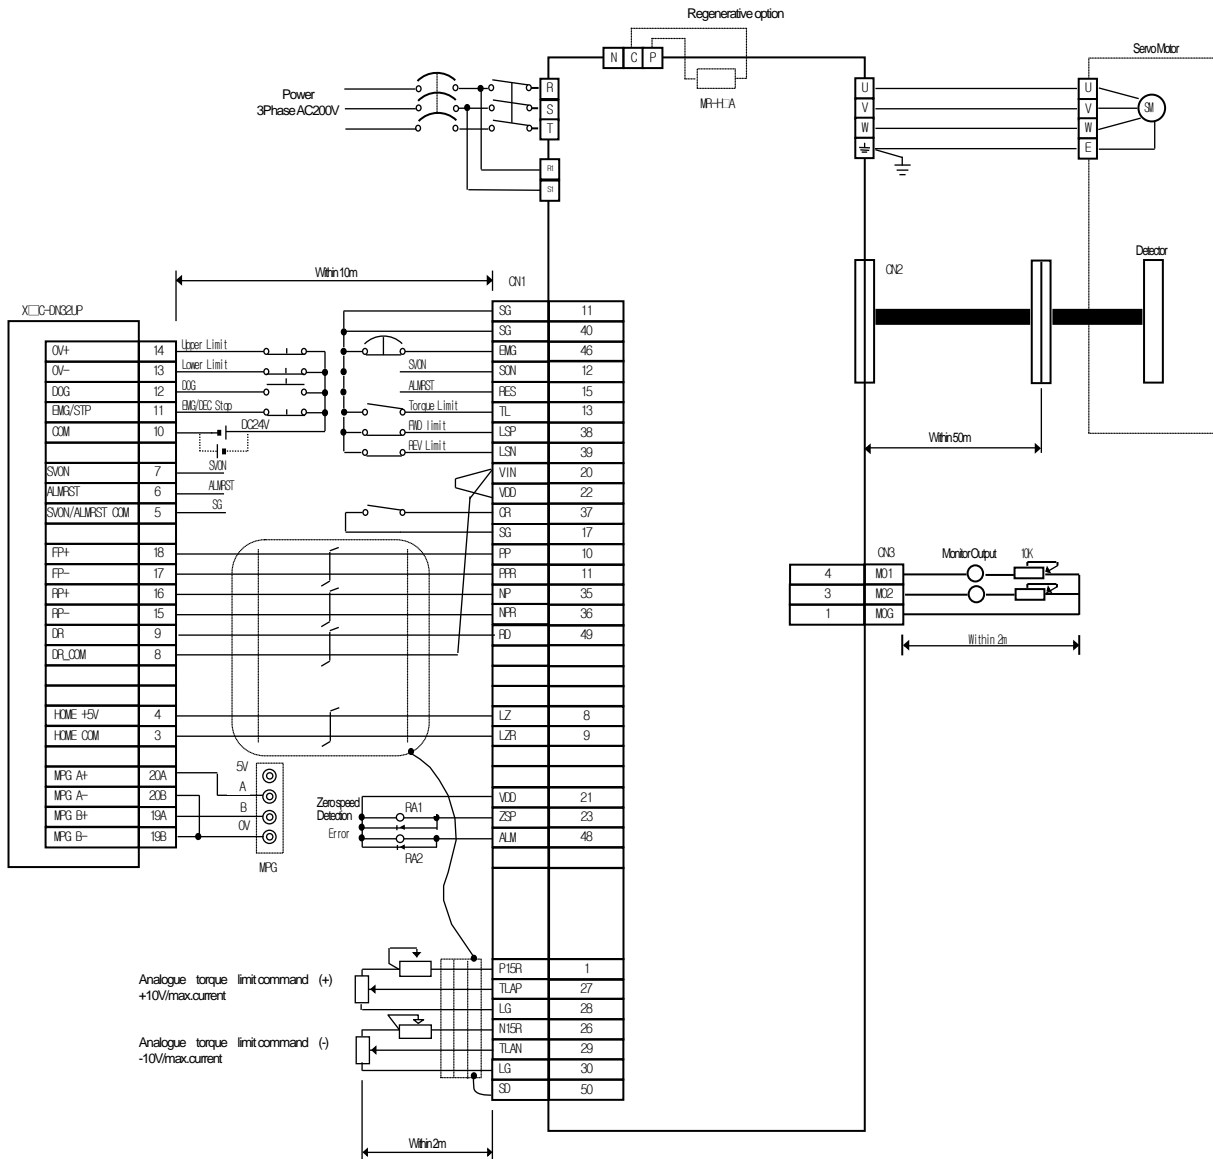 Regenerative option
N C P
MR-H□A
Servo Motor
Power
3Phase AC200V
R
S
T
R1
S1
U
V
W
U
V
W
E
SM
Detector
CN2
Within 50m
Within 10m
CN1
X□C-DN32UP
OV+ 14 Upper Limit
OV- 13 Lower Limit
DOG 12 DOG
EMG/STP 11 EMG/DEC Stop
COM 10 DC24V
SVON 7 SVON
ALMRST 6 ALMRST
SVON/ALMRST COM 5 SG
FP+ 18
FP- 17
RP+ 16
RP- 15
DR 9
DR_COM 8
HOME +5V 4
HOME COM 3
MPG A+ 20A
MPG A- 20B
MPG B+ 19A
MPG B- 19B
5V
A
B
0V
MPG
SG 11
SG 40
EMG 46
SVON SON 12
ALMRST RES 15
Torque Limit TL 13
FWD limit LSP 38
REV Limit LSN 39
VIN 20
VDD 22
CR 37
SG 17
PP 10
PPR 11
NP 35
NPR 36
RD 49
LZ 8
LZR 9
VDD 21
ZSP 23
ALM 48
Zero speed
Detection
Error
RA1
RA2
P15R 1
TLAP 27
LG 28
N15R 26
TLAN 29
LG 30
SD 50
Analogue torque limit command (+)
+10V/max.current
Analogue torque limit command (-)
-10V/max.current
Within 2m
CN3 Monitor Output 10K
4 MO1
3 MO2
1 MOG
Within 2m